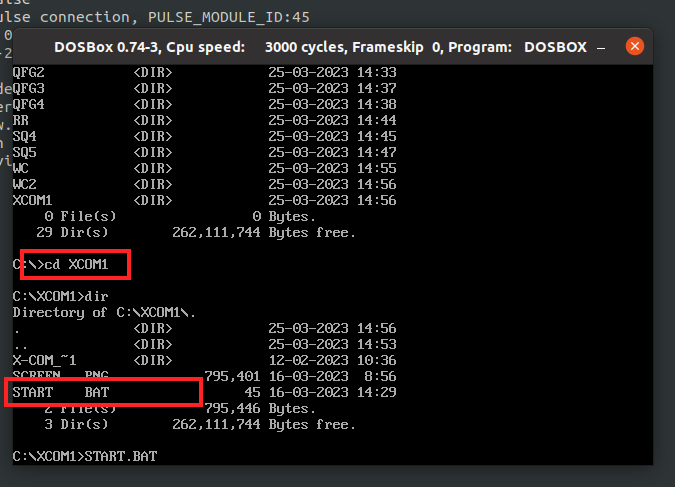 ulse connection, PULSE_MODULE_ID:45
DOSBox 0.74-3, Cpu speed: 3000 cycles, Frameskip 0, Program: DOSBOX
QFG2 <DIR> 25-03-2023 14:33
QFG3 <DIR> 25-03-2023 14:37
QFG4 <DIR> 25-03-2023 14:38
RR <DIR> 25-03-2023 14:44
SQ4 <DIR> 25-03-2023 14:45
SQ5 <DIR> 25-03-2023 14:47
WC <DIR> 25-03-2023 14:55
WC2 <DIR> 25-03-2023 14:56
XCOM1 <DIR> 25-03-2023 14:56
0 File(s) 0 Bytes.
29 Dir(s) 262,111,744 Bytes free.
C:\>cd XCOM1
C:\XCOM1>dir
Directory of C:\XCOM1\.
. <DIR> 25-03-2023 14:56
.. <DIR> 25-03-2023 14:53
X-COM_~1 <DIR> 12-02-2023 10:36
SCREEN PNG 795,401 16-03-2023 8:56
START BAT 45 16-03-2023 14:29
2 File(s) 795,446 Bytes.
3 Dir(s) 262,111,744 Bytes free.
C:\XCOM1>START.BAT